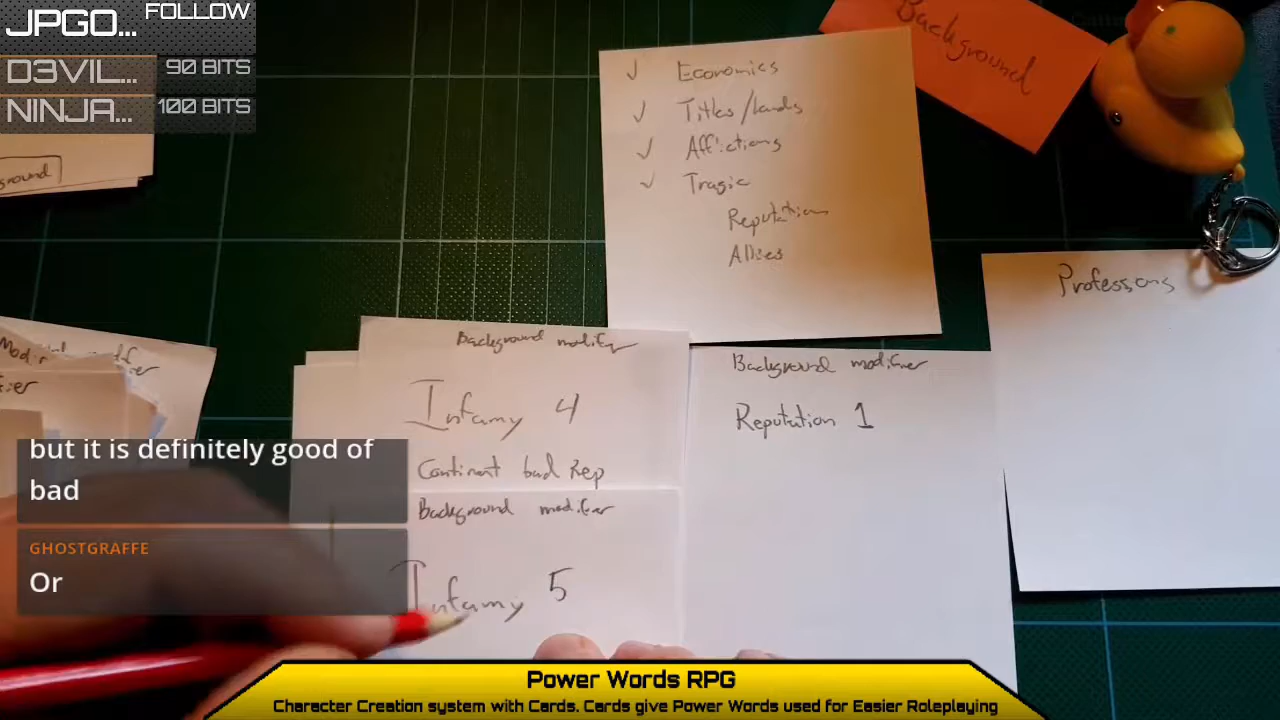 JPGO...
FOLLOW
D3VIL...
90 BITS
NINJA...
100 BITS
Background
✓ Economics
✓ Titles/Lands
✓ Afflictions
✓ Tragic
Reputation
Allies
Professions
ground
Background modifier
Infamy 4
Continent bad Rep
Background modifier
Infamy 5
Background modifier
Reputation 1
but it is definitely good of
bad
GHOSTGRAFFE
Or
Power Words RPG
Character Creation system with Cards. Cards give Power Words used for Easier Roleplaying